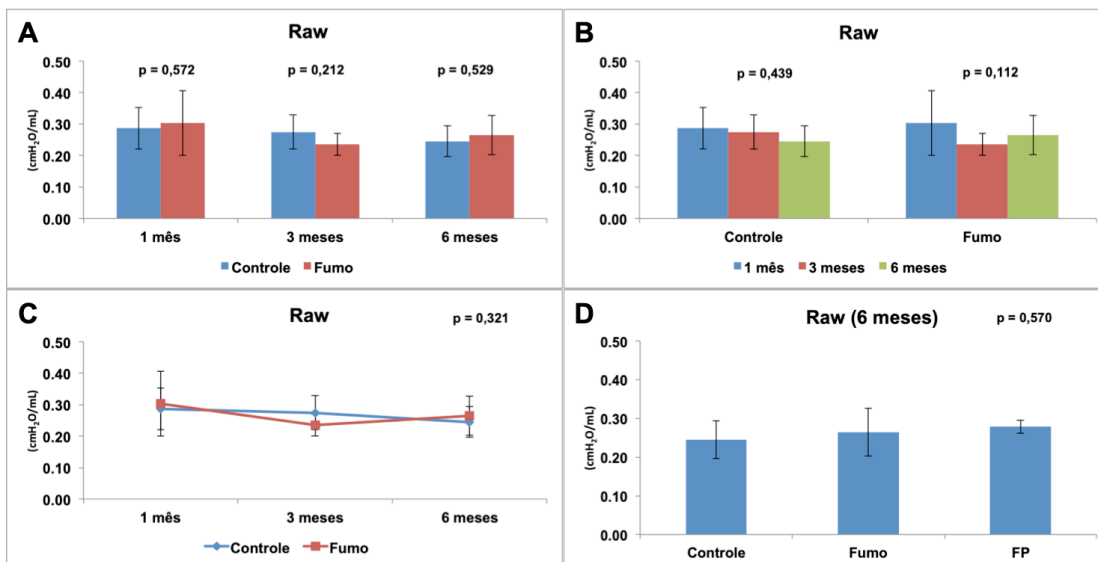 A
Raw
p = 0,572
p = 0,212
p = 0,529
(cmH₂O/mL)
0.50
0.40
0.30
0.20
0.10
0.00
1 mês
3 meses
6 meses
Controle
Fumo
B
Raw
p = 0,439
p = 0,112
(cmH₂O/mL)
0.50
0.40
0.30
0.20
0.10
0.00
Controle
Fumo
1 mês
3 meses
6 meses
C
Raw
p = 0,321
(cmH₂O/mL)
0.50
0.40
0.30
0.20
0.10
0.00
1 mês
3 meses
6 meses
Controle
Fumo
D
Raw (6 meses)
p = 0,570
(cmH₂O/mL)
0.50
0.40
0.30
0.20
0.10
0.00
Controle
Fumo
FP